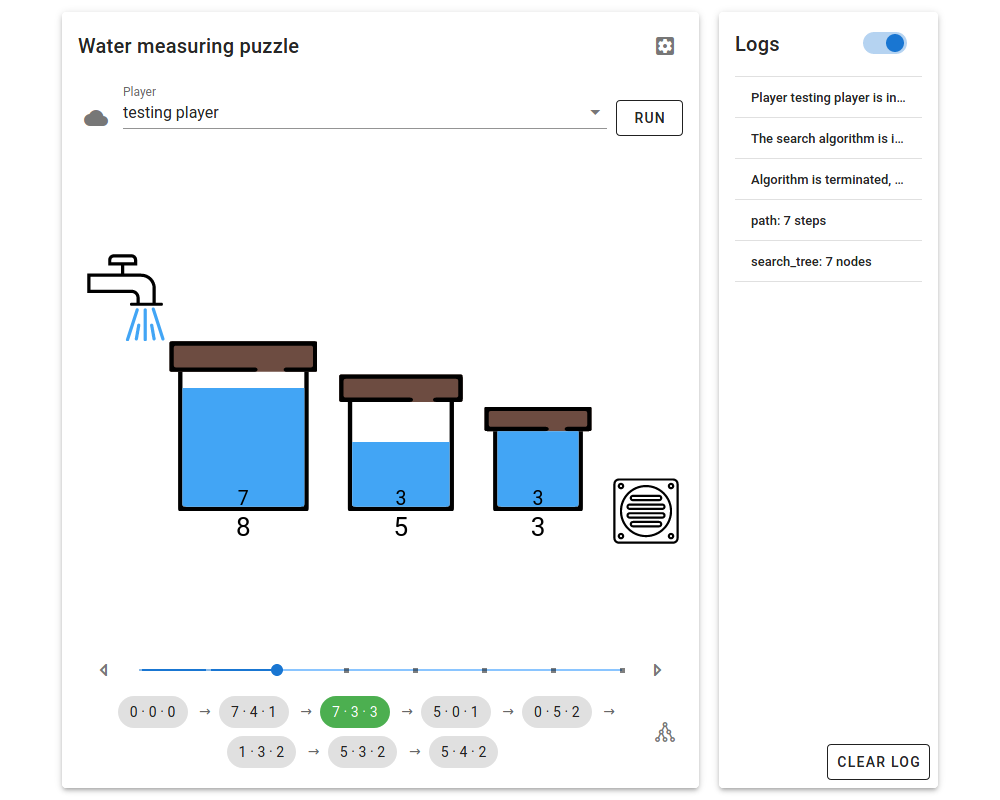 Water measuring puzzle
Player
testing player
RUN
7
3
3
8
5
3
0 · 0 · 0 → 7 · 4 · 1 → 7 · 3 · 3 → 5 · 0 · 1 → 0 · 5 · 2 →
1 · 3 · 2 → 5 · 3 · 2 → 5 · 4 · 2
Logs
Player testing player is in...
The search algorithm is i...
Algorithm is terminated, ...
path: 7 steps
search_tree: 7 nodes
CLEAR LOG